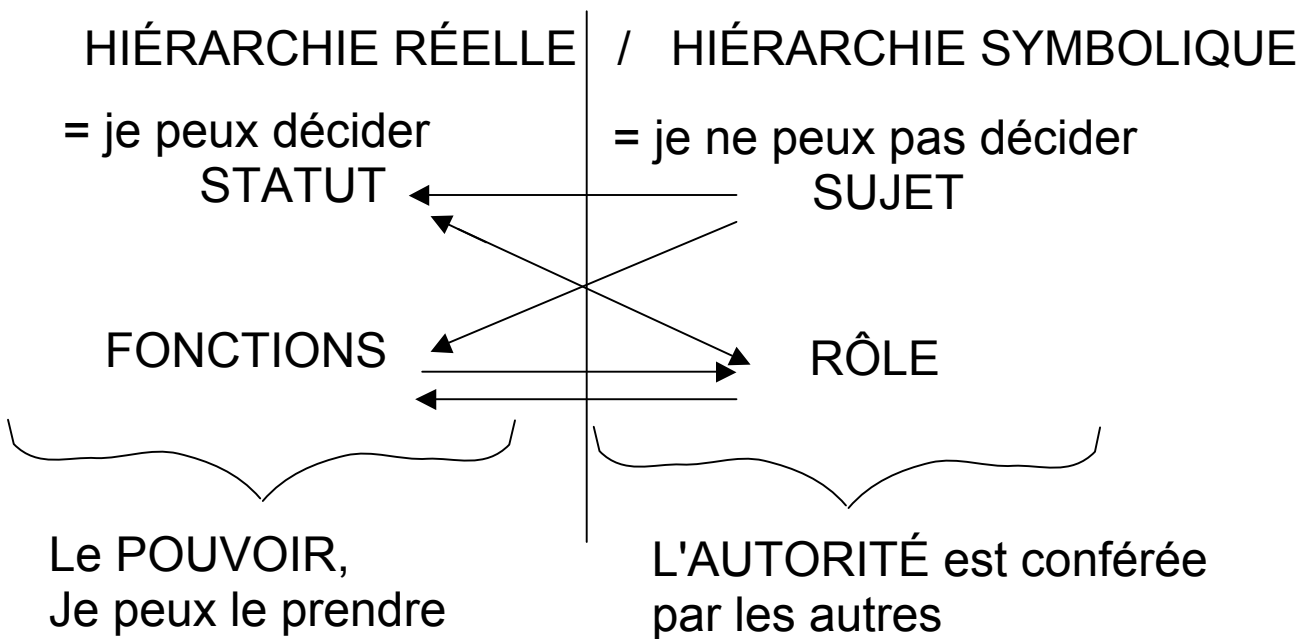 HIÉRARCHIE RÉELLE / HIÉRARCHIE SYMBOLIQUE
= je peux décider
STATUT
= je ne peux pas décider
SUJET
FONCTIONS
RÔLE
Le POUVOIR,
Je peux le prendre
L'AUTORITÉ est conférée
par les autres